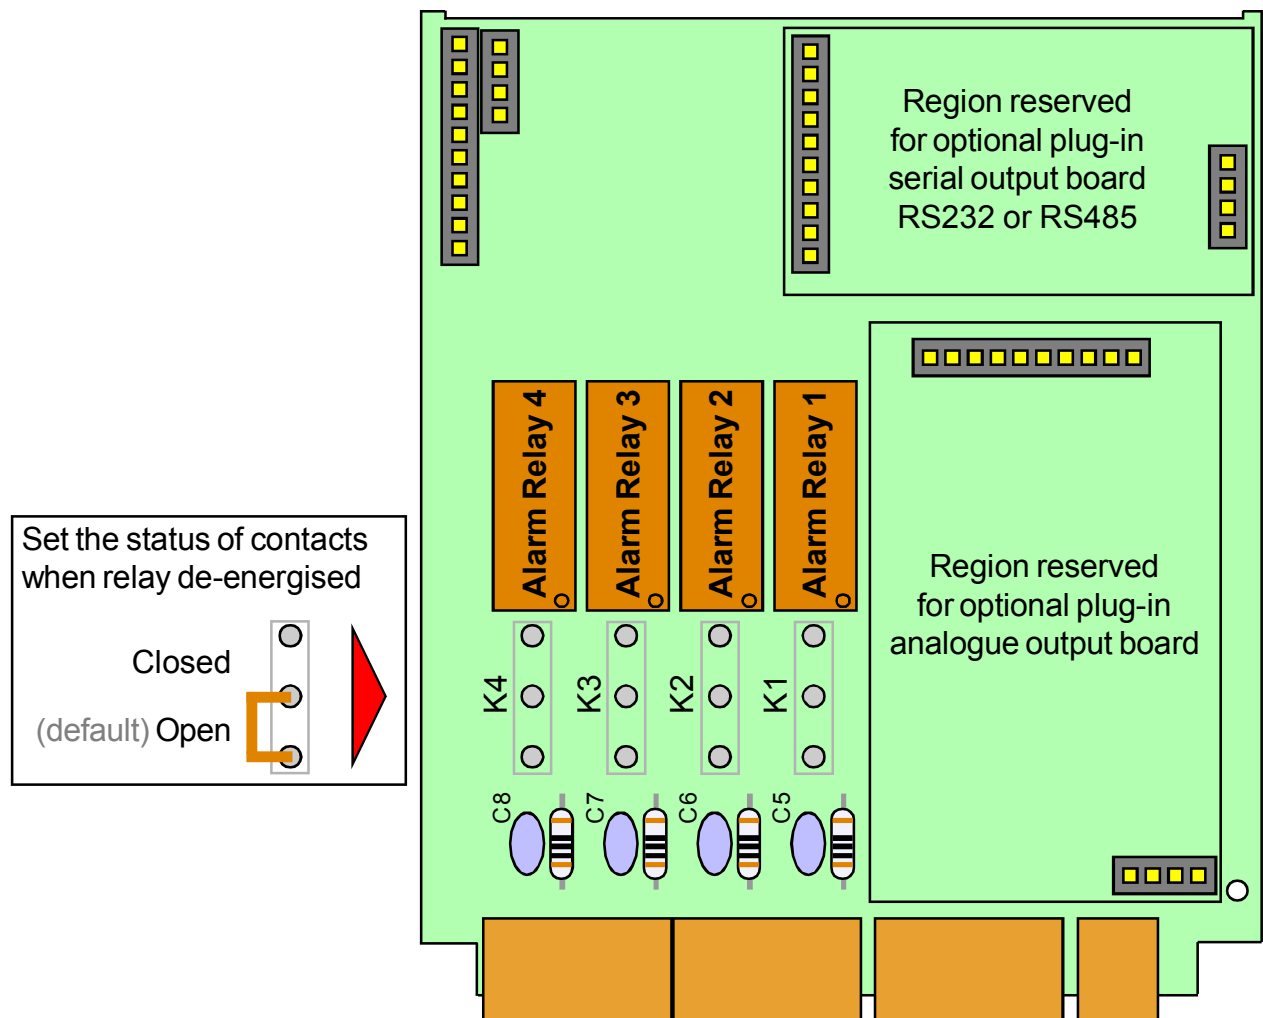 Region reserved
for optional plug-in
serial output board
RS232 or RS485
Alarm Relay 4
Alarm Relay 3
Alarm Relay 2
Alarm Relay 1
Set the status of contacts
when relay de-energised
Closed
(default) Open
Region reserved
for optional plug-in
analogue output board
K4
K3
K2
K1
C8
C7
C6
C5